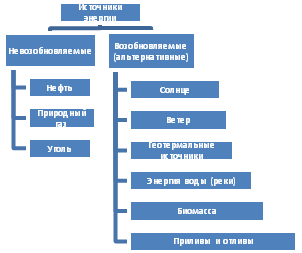 Источники
энергии
Невозобновляемые
Возобновляемые
(альтернативные)
Нефть
Природный
газ
Уголь
Солнце
Ветер
Геотермальные
источники
Энергия воды (реки)
Биомасса
Приливы и отливы